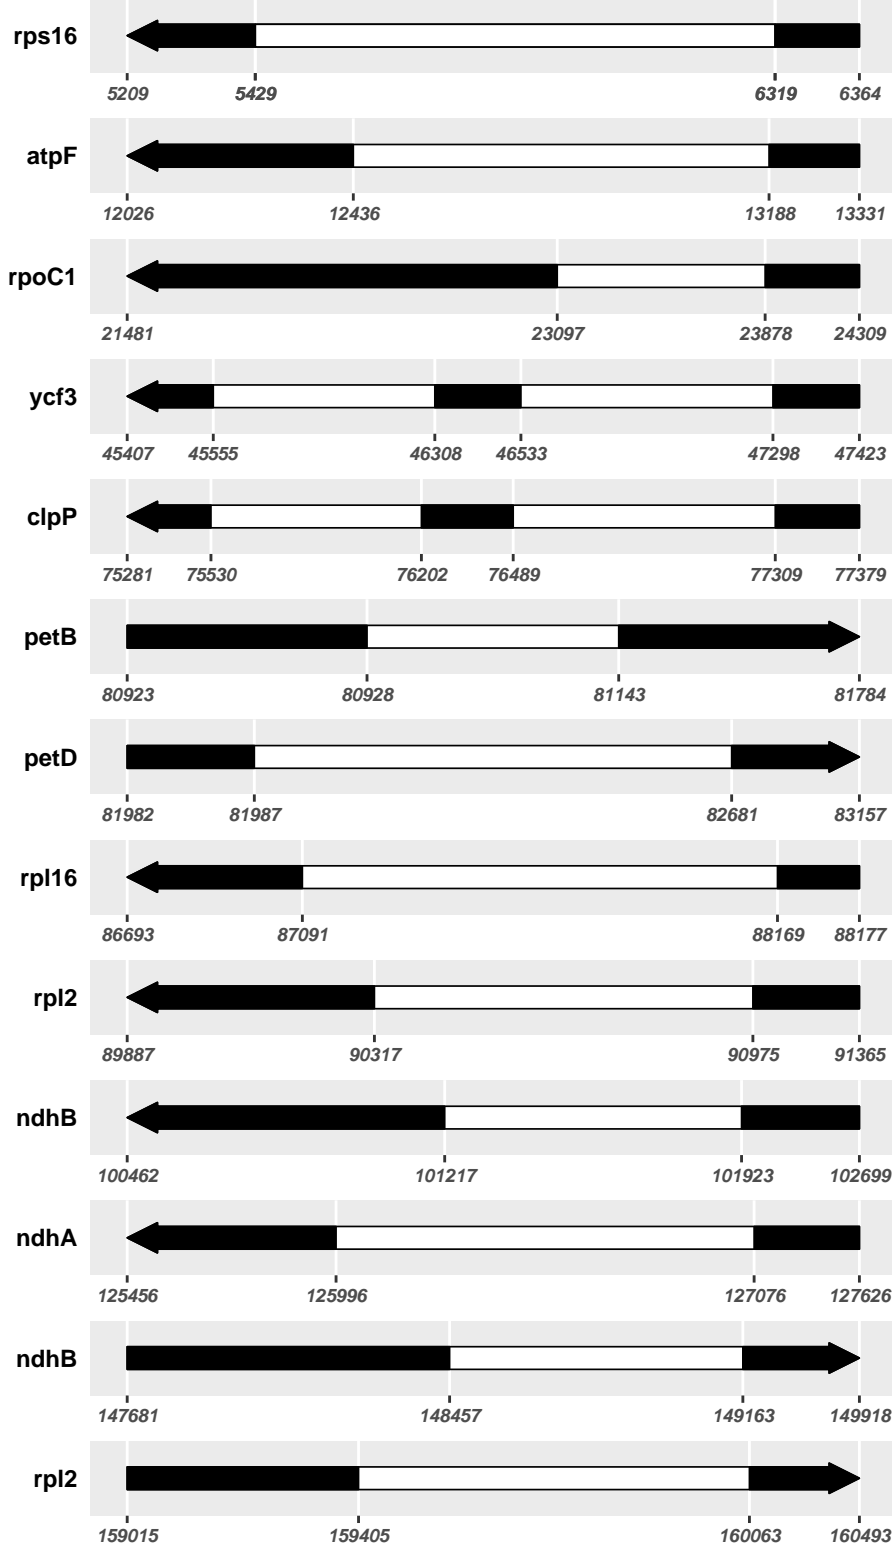 rps16
5209 5429 6319 6364
atpF
12026 12436 13188 13331
rpoC1
21481 23097 23878 24309
ycf3
45407 45555 46308 46533 47298 47423
clpP
75281 75530 76202 76489 77309 77379
petB
80923 80928 81143 81784
petD
81982 81987 82681 83157
rpl16
86693 87091 88169 88177
rpl2
89887 90317 90975 91365
ndhB
100462 101217 101923 102699
ndhA
125456 125996 127076 127626
ndhB
147681 148457 149163 149918
rpl2
159015 159405 160063 160493